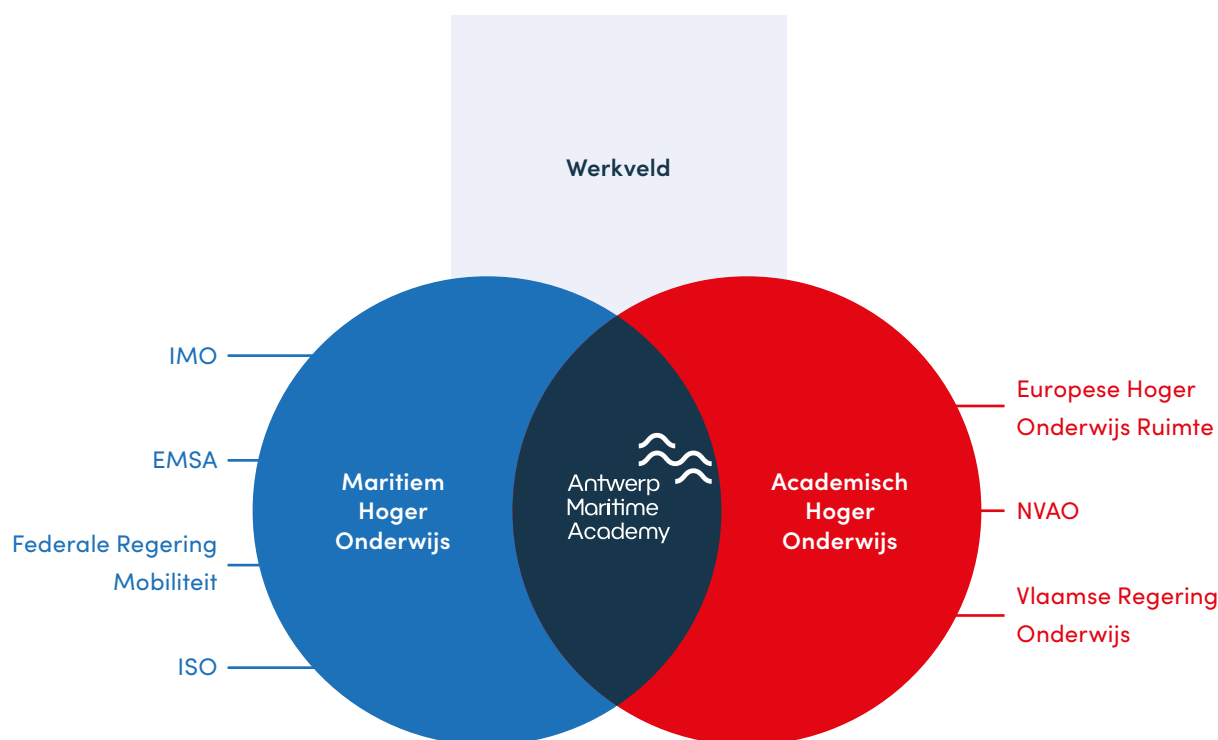 Werkveld
IMO
EMSA
Federale Regering
Mobiliteit
ISO
Maritiem
Hoger
Onderwijs
Antwerp
Maritime
Academy
Academisch
Hoger
Onderwijs
Europese Hoger
Onderwijs Ruimte
NVAO
Vlaamse Regering
Onderwijs